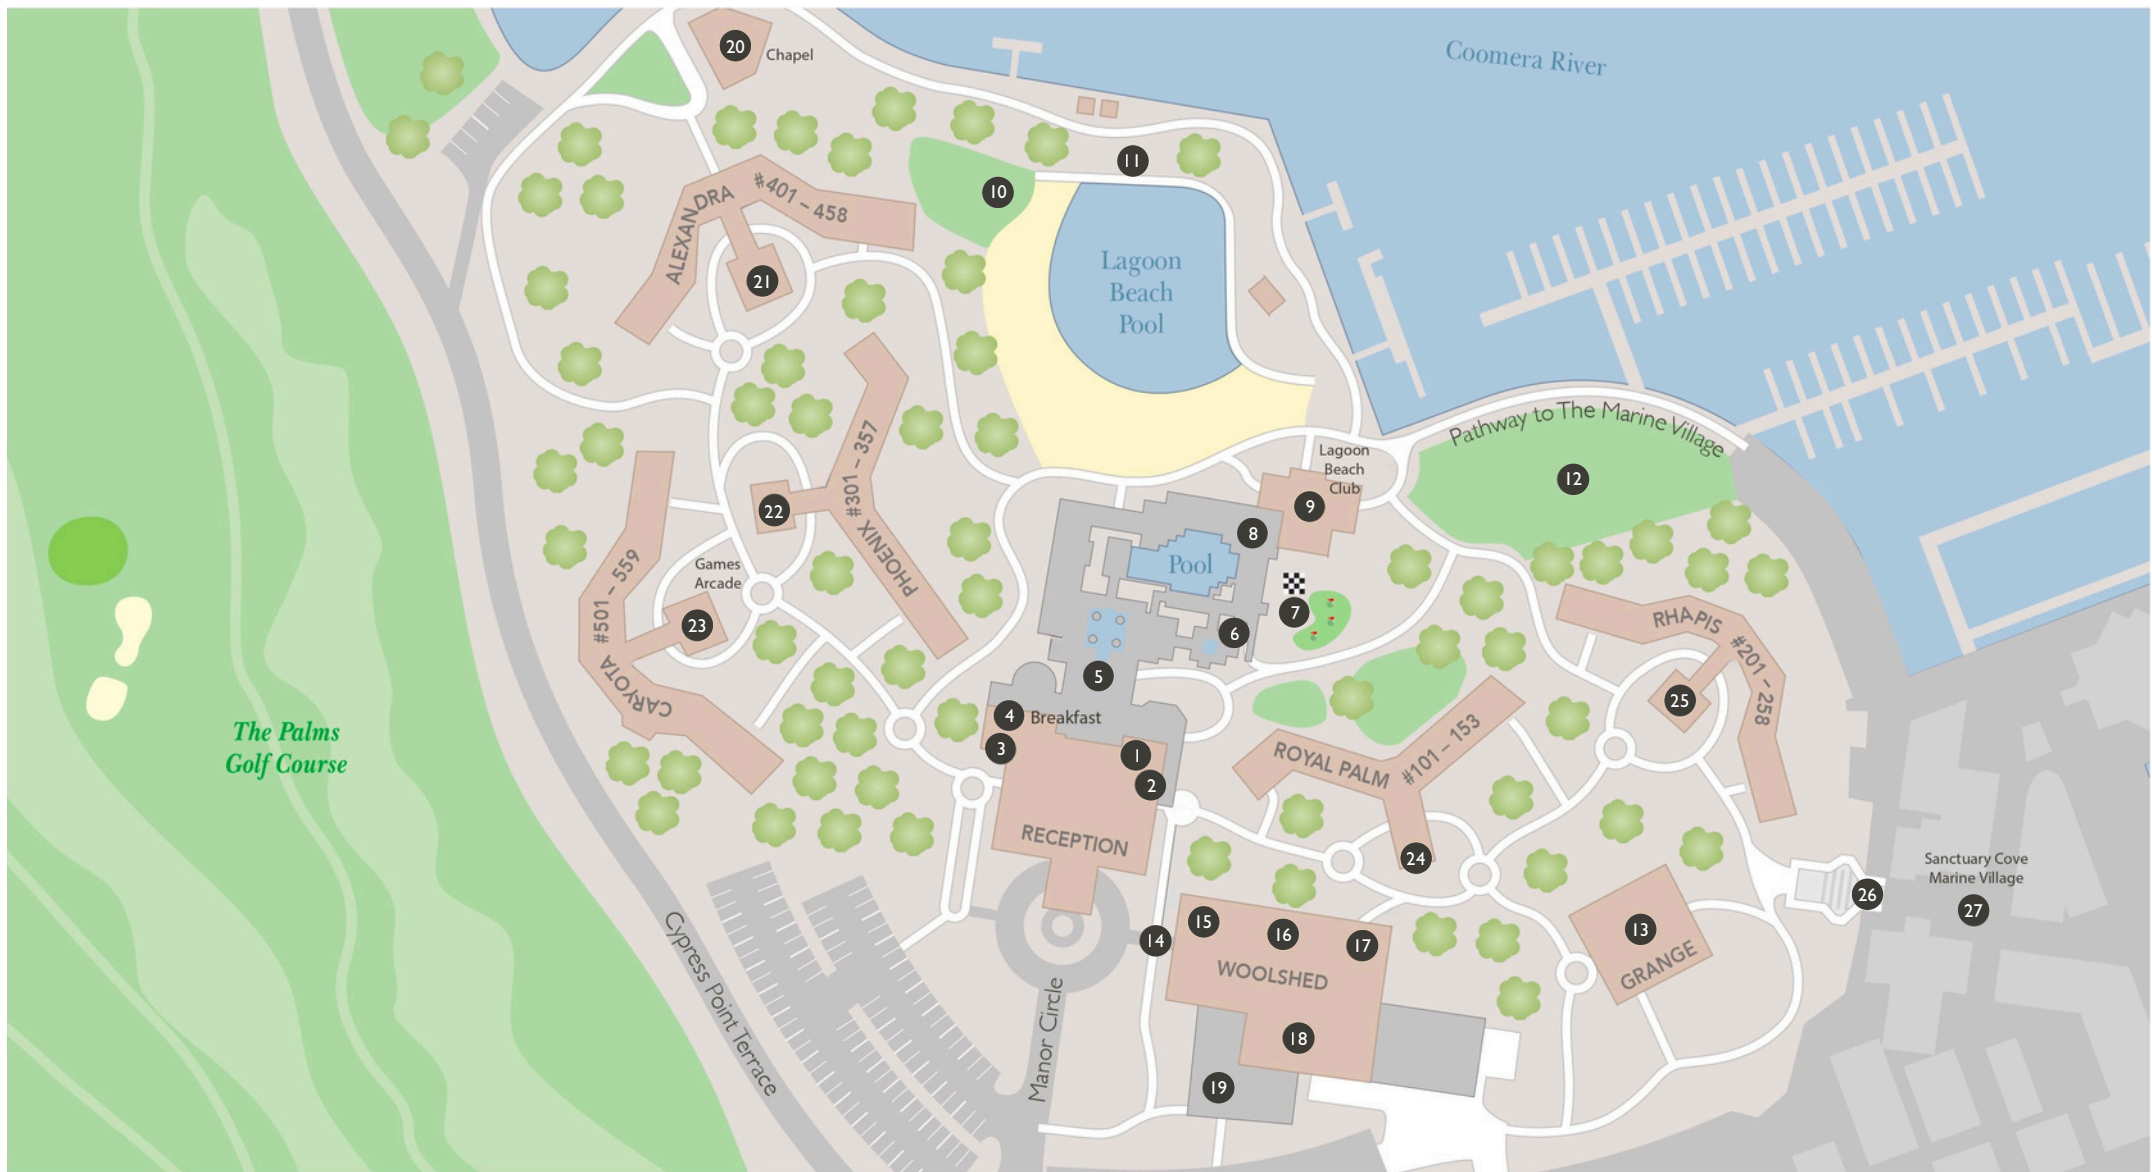 20
Chapel
Coomera River
11
10
ALEXANDRA
#401 – 458
21
Lagoon
Beach
Pool
Pathway to The Marine Village
12
Lagoon
Beach
Club
9
8
Pool
#301 – 357
PHOENIX
22
Games
Arcade
23
#501 – 559
CARYOTA
7
6
5
4
Breakfast
3
1
2
RECEPTION
RHAPIS
#201 – 258
25
ROYAL PALM
#101 – 153
24
The Palms
Golf Course
Sanctuary Cove
Marine Village
26
27
13
GRANGE
14
15
16
17
WOOLSHED
18
19
Cypress Point Terrace
Manor Circle